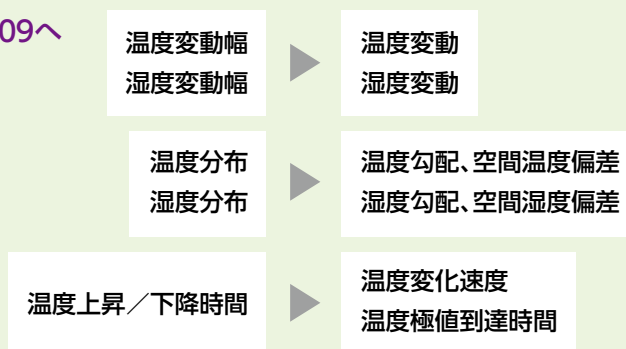 09へ
温度変動幅
湿度変動幅
温度変動
湿度変動
温度分布
湿度分布
温度勾配、空間温度偏差
湿度勾配、空間湿度偏差
温度上昇／下降時間
温度変化速度
温度極値到達時間